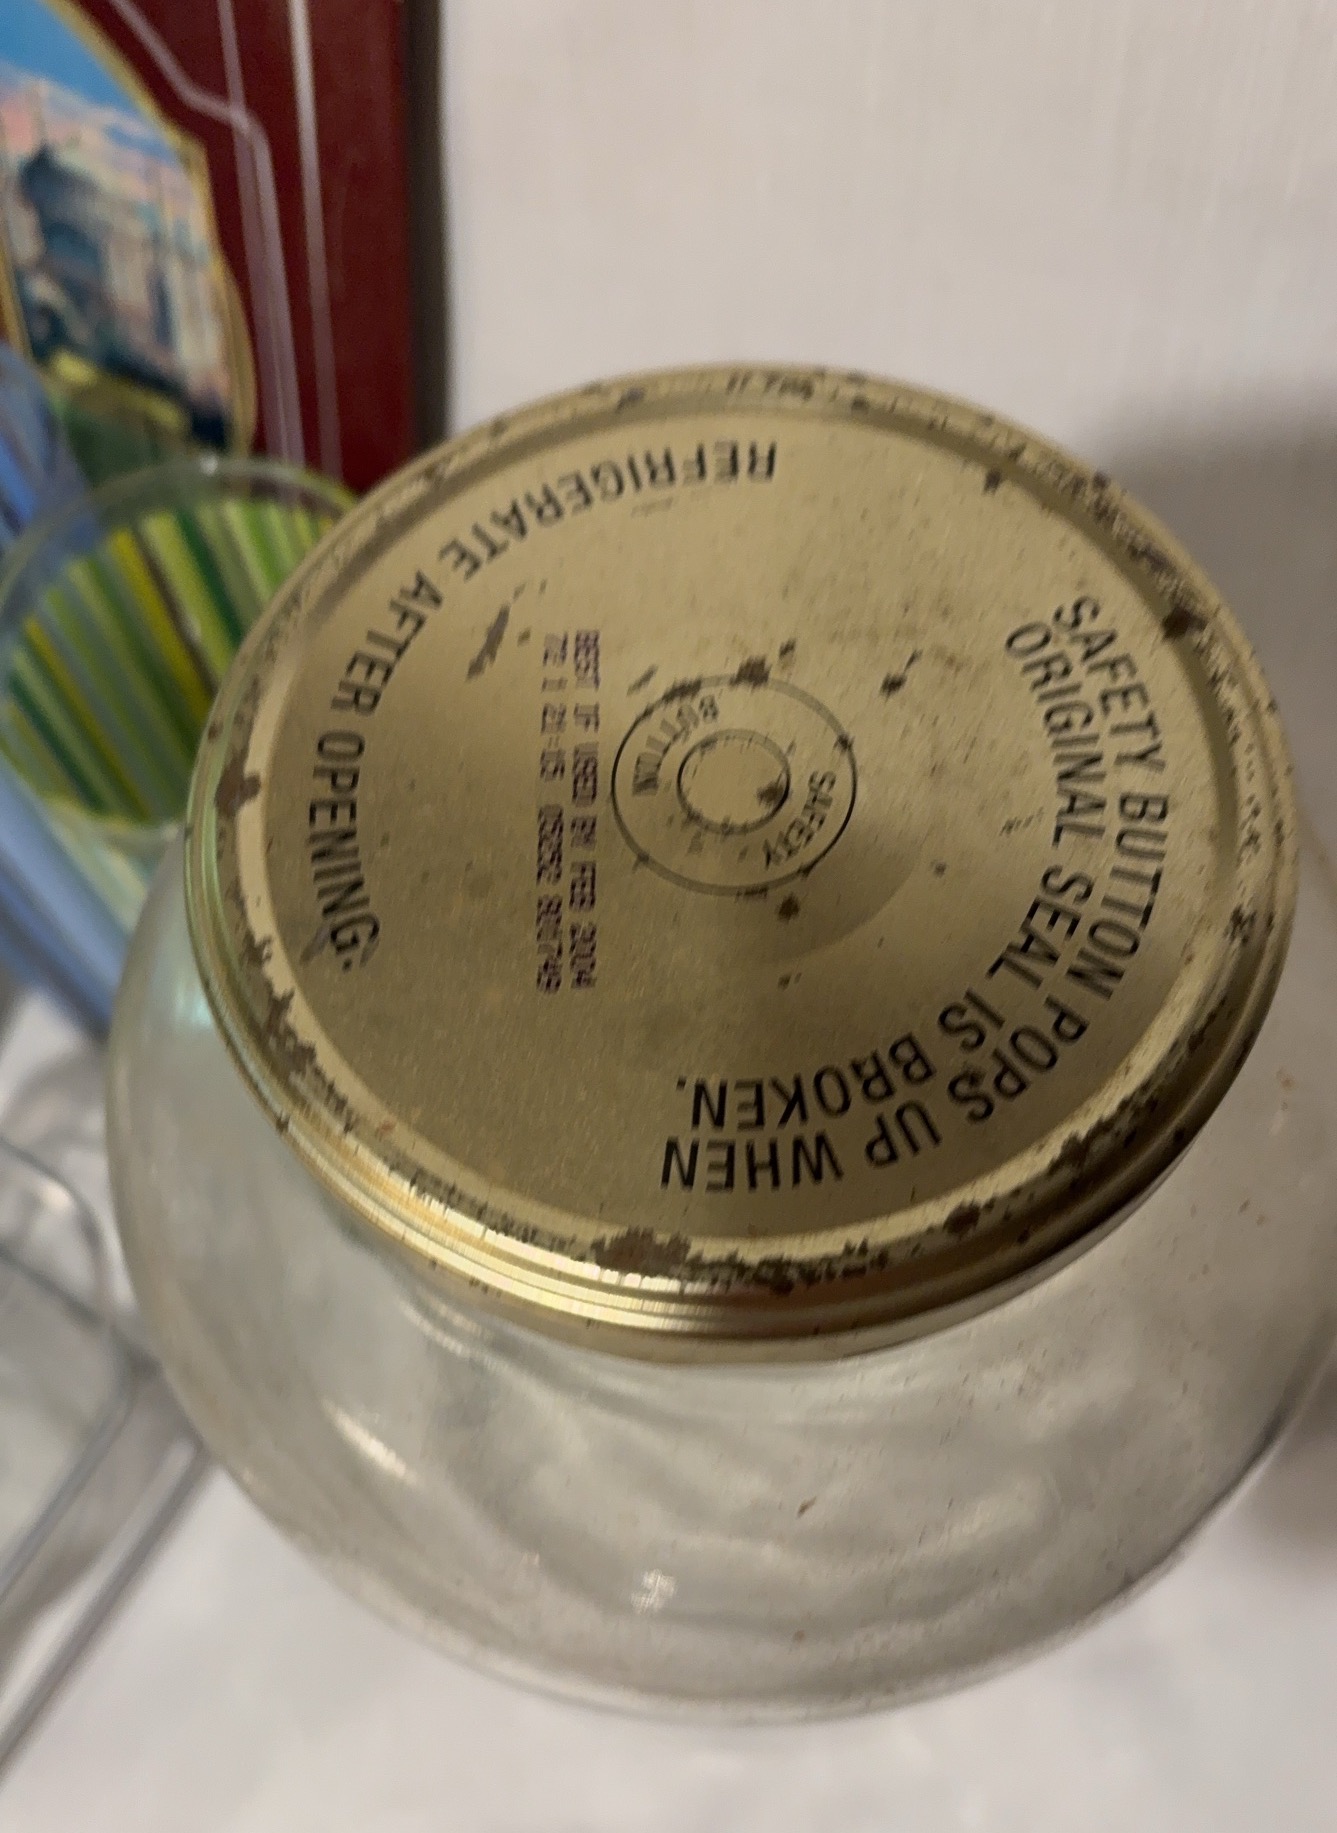 REFRIGERATE AFTER OPENING.
SAFETY BUTTON POPS UP WHEN
ORIGINAL SEAL IS BROKEN.
SAFETY
BUTTON
BEST IF USED BY FEB 2004